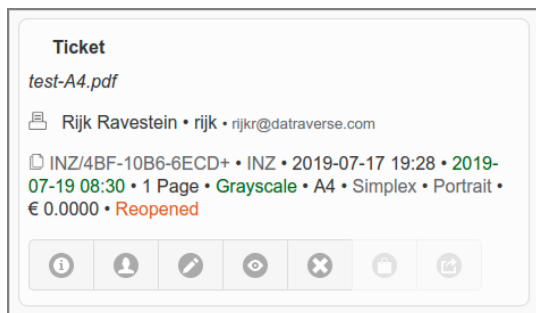 Ticket
test-A4.pdf
Rijk Ravestein • rijk • rijkr@datraverse.com
INZ/4BF-10B6-6ECD+ • INZ • 2019-07-17 19:28 • 2019-
07-19 08:30 • 1 Page • Grayscale • A4 • Simplex • Portrait •
€ 0.0000 • Reopened